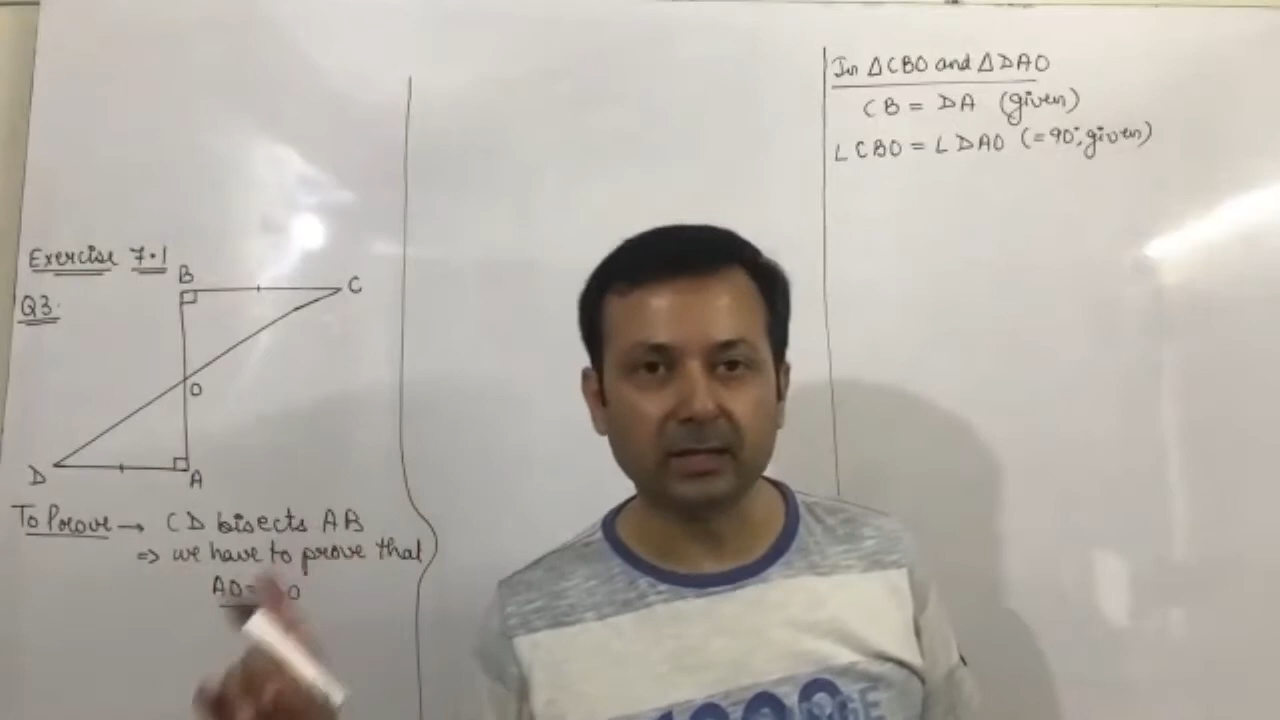 Exercise 7.1
Q3.
B
C
O
D
A
To Prove → CD bisects AB
⇒ we have to prove that
AO=
O
In ΔCBO and ΔDAO
CB = DA (given)
∠CBO = ∠DAO (=90°, given)